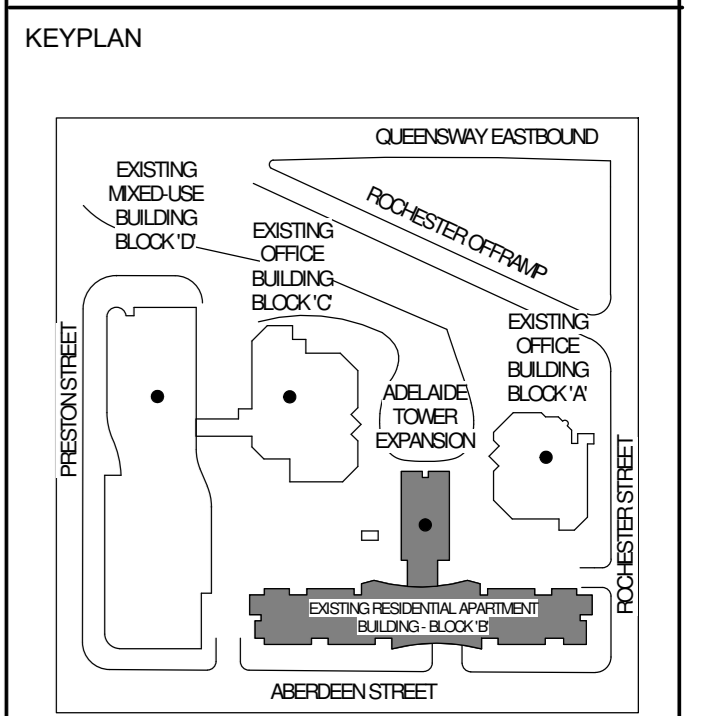 KEYPLAN
QUEENSWAY EASTBOUND
EXISTING
MIXED-USE
BUILDING
BLOCK 'D'
ROCHESTER OFFRAMP
EXISTING
OFFICE
BUILDING
BLOCK 'C'
EXISTING
OFFICE
BUILDING
BLOCK 'A'
PRESTON STREET
ADELAIDE
TOWER
EXPANSION
ROCHESTER STREET
EXISTING RESIDENTIAL APARTMENT
BUILDING - BLOCK 'B'
ABERDEEN STREET